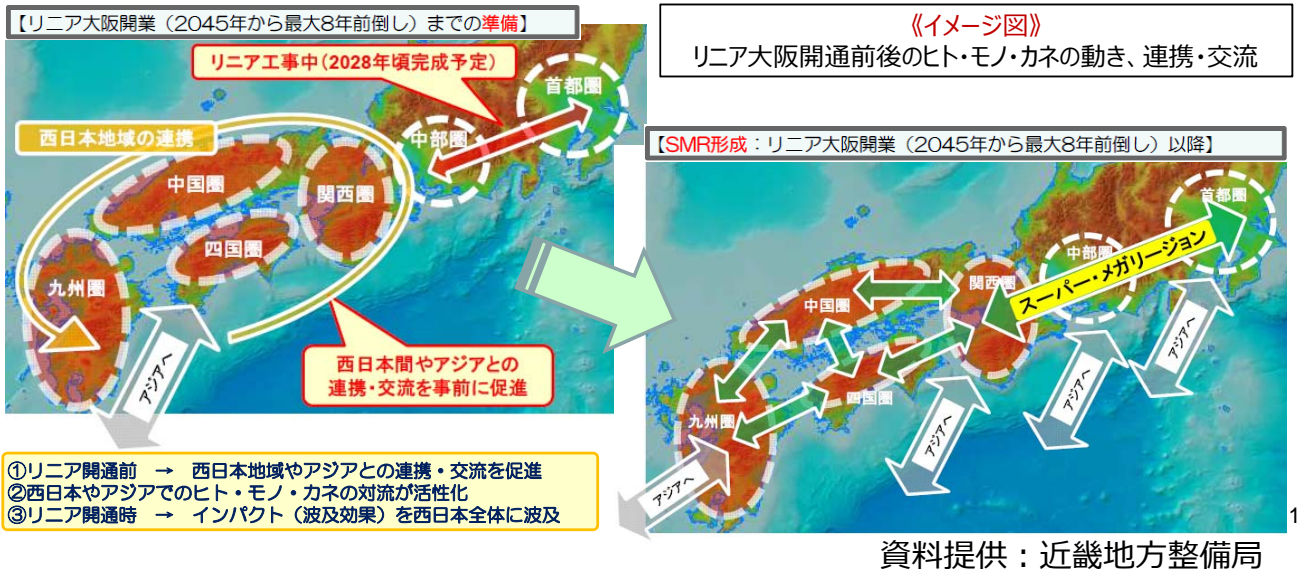 【リニア大阪開業（2045年から最大8年前倒し）までの準備】
リニア工事中(2028年頃完成予定)
首都圏
中部圏
西日本地域の連携
中国圏
関西圏
四国圏
九州圏
アジアへ
西日本間やアジアとの
連携・交流を事前に促進
①リニア開通前 → 西日本地域やアジアとの連携・交流を促進
②西日本やアジアでのヒト・モノ・カネの対流が活性化
③リニア開通時 → インパクト（波及効果）を西日本全体に波及
《イメージ図》
リニア大阪開通前後のヒト・モノ・カネの動き、連携・交流
【SMR形成：リニア大阪開業（2045年から最大8年前倒し）以降】
首都圏
中部圏
スーパー・メガリージョン
関西圏
中国圏
四国圏
九州圏
アジアへ
アジアへ
アジアへ
アジアへ
1
資料提供：近畿地方整備局